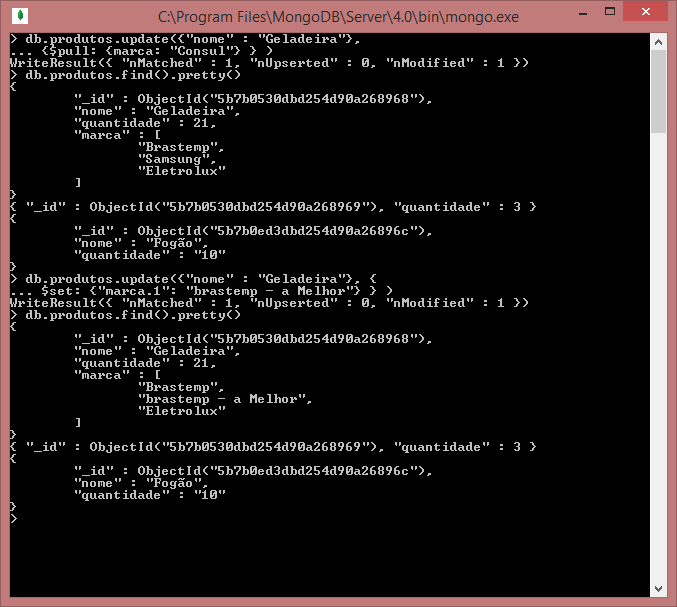 C:\Program Files\MongoDB\Server\4.0\bin\mongo.exe
> db.produtos.update({"nome" : "Geladeira"},
... {$pull: {marca: "Consul"} } )
WriteResult({ "nMatched" : 1, "nUpserted" : 0, "nModified" : 1 })
> db.produtos.find().pretty()
{
        "_id" : ObjectId("5b7b0530dbd254d90a268968"),
        "nome" : "Geladeira",
        "quantidade" : 21,
        "marca" : [
                "Brastemp",
                "Samsung",
                "Eletrolux"
        ]
}
{ "_id" : ObjectId("5b7b0530dbd254d90a268969"), "quantidade" : 3 }
{
        "_id" : ObjectId("5b7b0ed3dbd254d90a26896c"),
        "nome" : "Fogão",
        "quantidade" : "10"
}
> db.produtos.update({"nome" : "Geladeira"}, {
... $set: {"marca.1": "brastemp - a Melhor"} } )
WriteResult({ "nMatched" : 1, "nUpserted" : 0, "nModified" : 1 })
> db.produtos.find().pretty()
{
        "_id" : ObjectId("5b7b0530dbd254d90a268968"),
        "nome" : "Geladeira",
        "quantidade" : 21,
        "marca" : [
                "Brastemp",
                "brastemp - a Melhor",
                "Eletrolux"
        ]
}
{ "_id" : ObjectId("5b7b0530dbd254d90a268969"), "quantidade" : 3 }
{
        "_id" : ObjectId("5b7b0ed3dbd254d90a26896c"),
        "nome" : "Fogão",
        "quantidade" : "10"
}
>